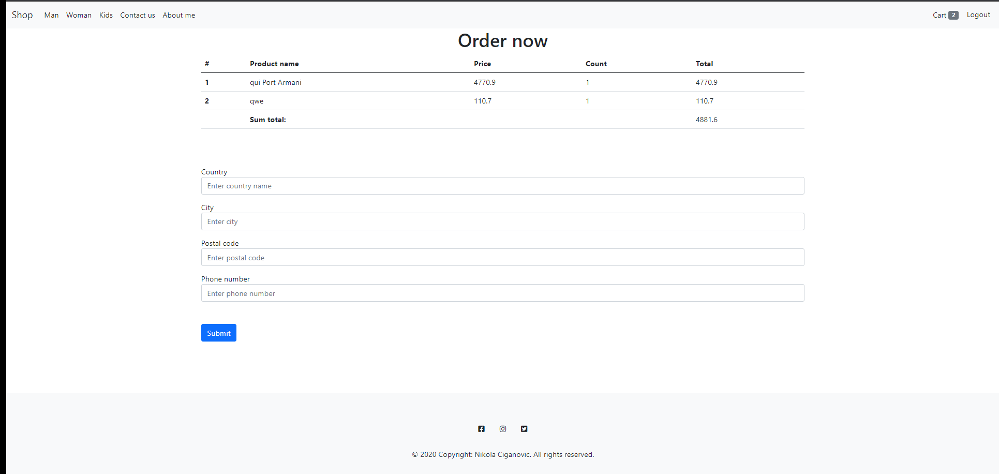 Shop Man Woman Kids Contact us About me Cart 2 Logout
Order now
# Product name Price Count Total
1 qui Port Armani 4770.9 1 4770.9
2 qwe 110.7 1 110.7
Sum total: 4881.6
Country
Enter country name
City
Enter city
Postal code
Enter postal code
Phone number
Enter phone number
Submit
© 2020 Copyright: Nikola Ciganovic. All rights reserved.